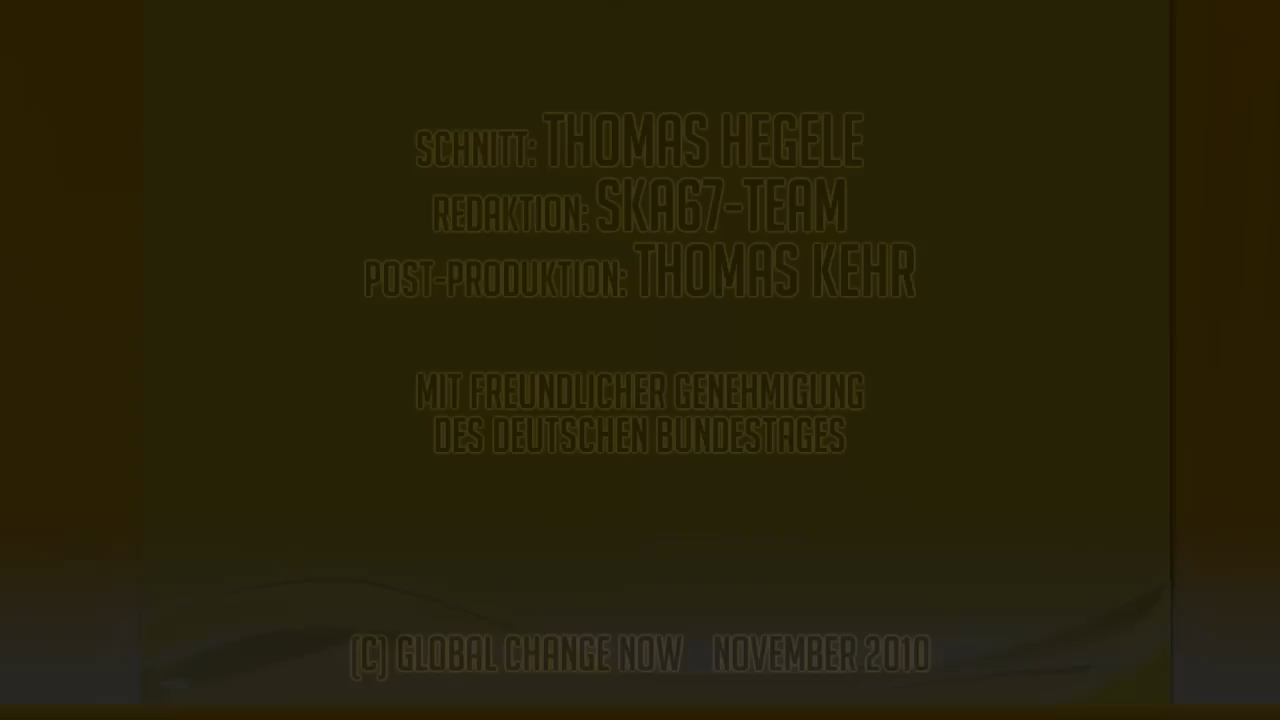 SCHNITT: THOMAS HEGELE
REDAKTION: SKA67-TEAM
POST-PRODUKTION: THOMAS KEHR
MIT FREUNDLICHER GENEHMIGUNG
DES DEUTSCHEN BUNDESTAGES
(C) GLOBAL CHANGE NOW NOVEMBER 2010